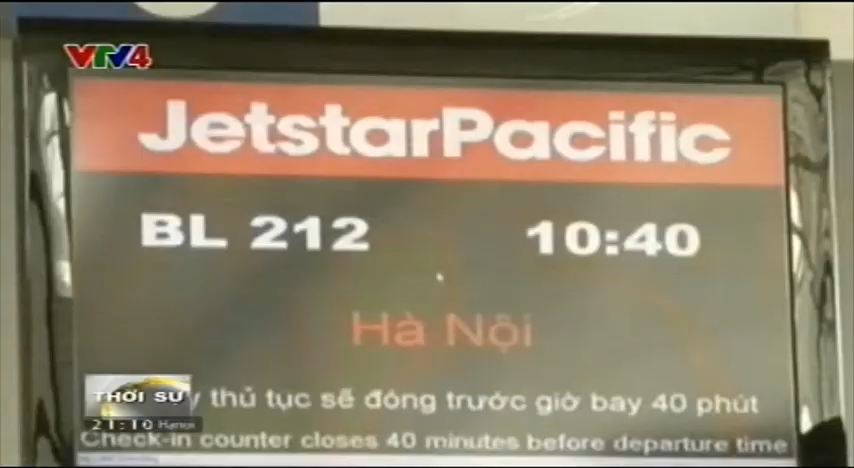 VTV4
JetstarPacific
BL 212 10:40
Hà Nội
thủ tục sẽ đóng trước giờ bay 40 phút
THỜI SỰ
21:10 Hanoi
Check-in counter closes 40 minutes before departure time